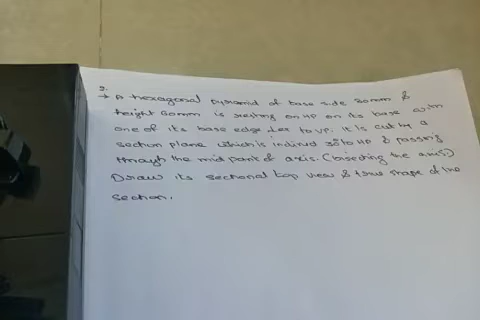 2.
→ A hexagonal pyramid of base side 30mm &
height 60mm is resting on HP on its base with
one of its base edge lel to VP. It is cut by a
section plane which is inclined 30° to HP & passing
through the mid point of axis. (bisecting the axis)
Draw its sectional top view & true shape of the
section.